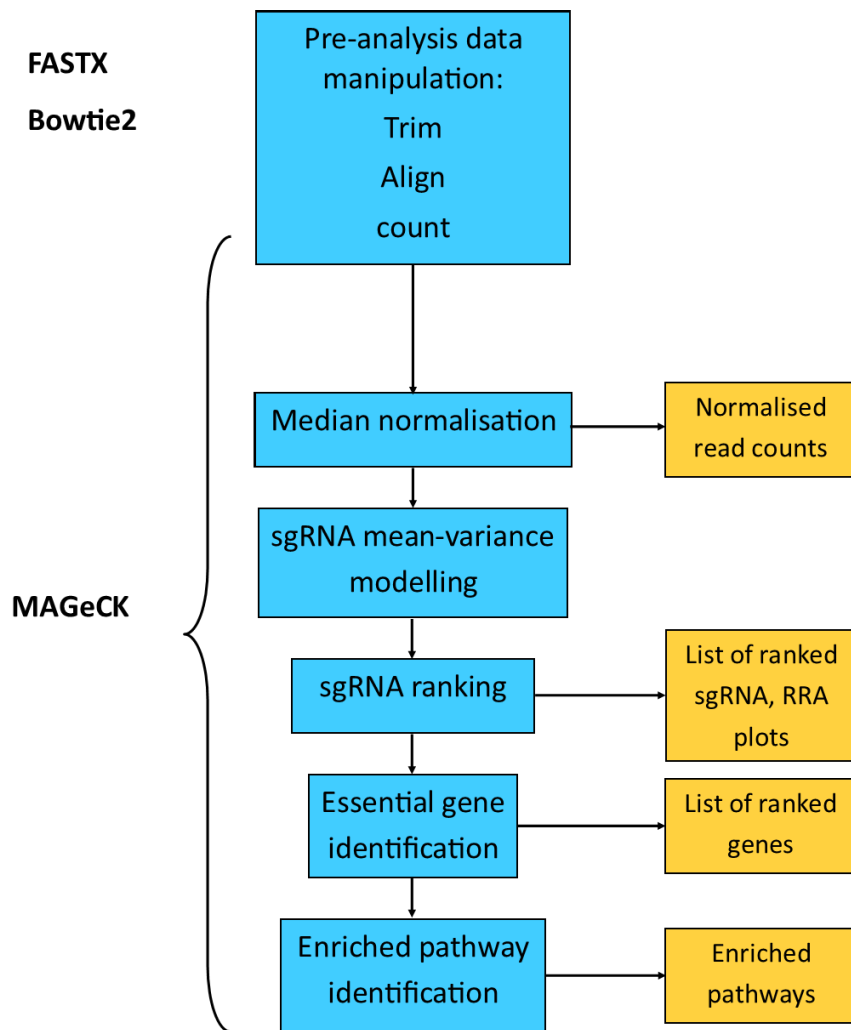 FASTX
Bowtie2
Pre-analysis data
manipulation:
Trim
Align
count
MAGeCK
Median normalisation
Normalised
read counts
sgRNA mean-variance
modelling
sgRNA ranking
List of ranked
sgRNA, RRA
plots
Essential gene
identification
List of ranked
genes
Enriched pathway
identification
Enriched
pathways